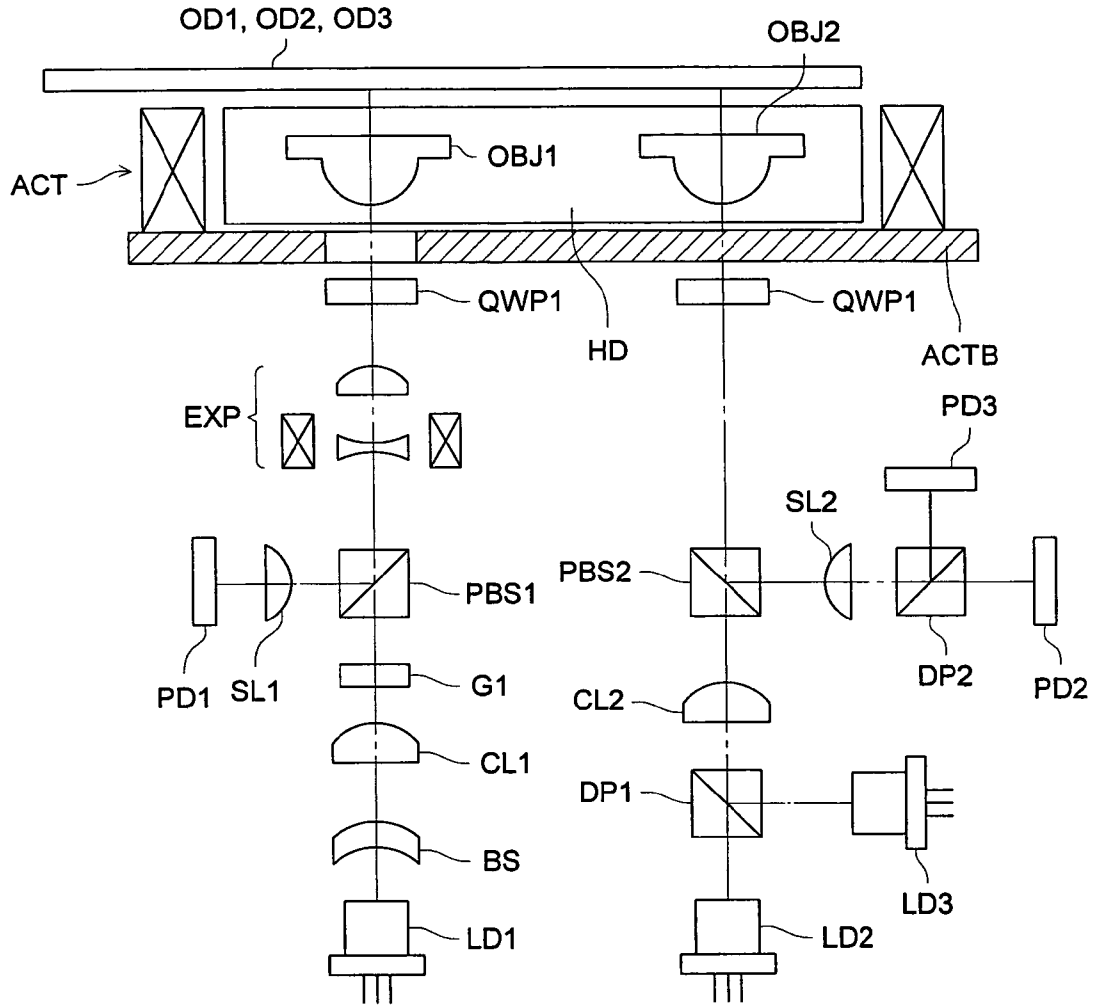 OD1, OD2, OD3
OBJ2
OBJ1
ACT
QWP1
QWP1
HD
ACTB
EXP
PD3
SL2
PBS1
PBS2
PD1
SL1
G1
DP2
PD2
CL2
CL1
DP1
BS
LD3
LD1
LD2